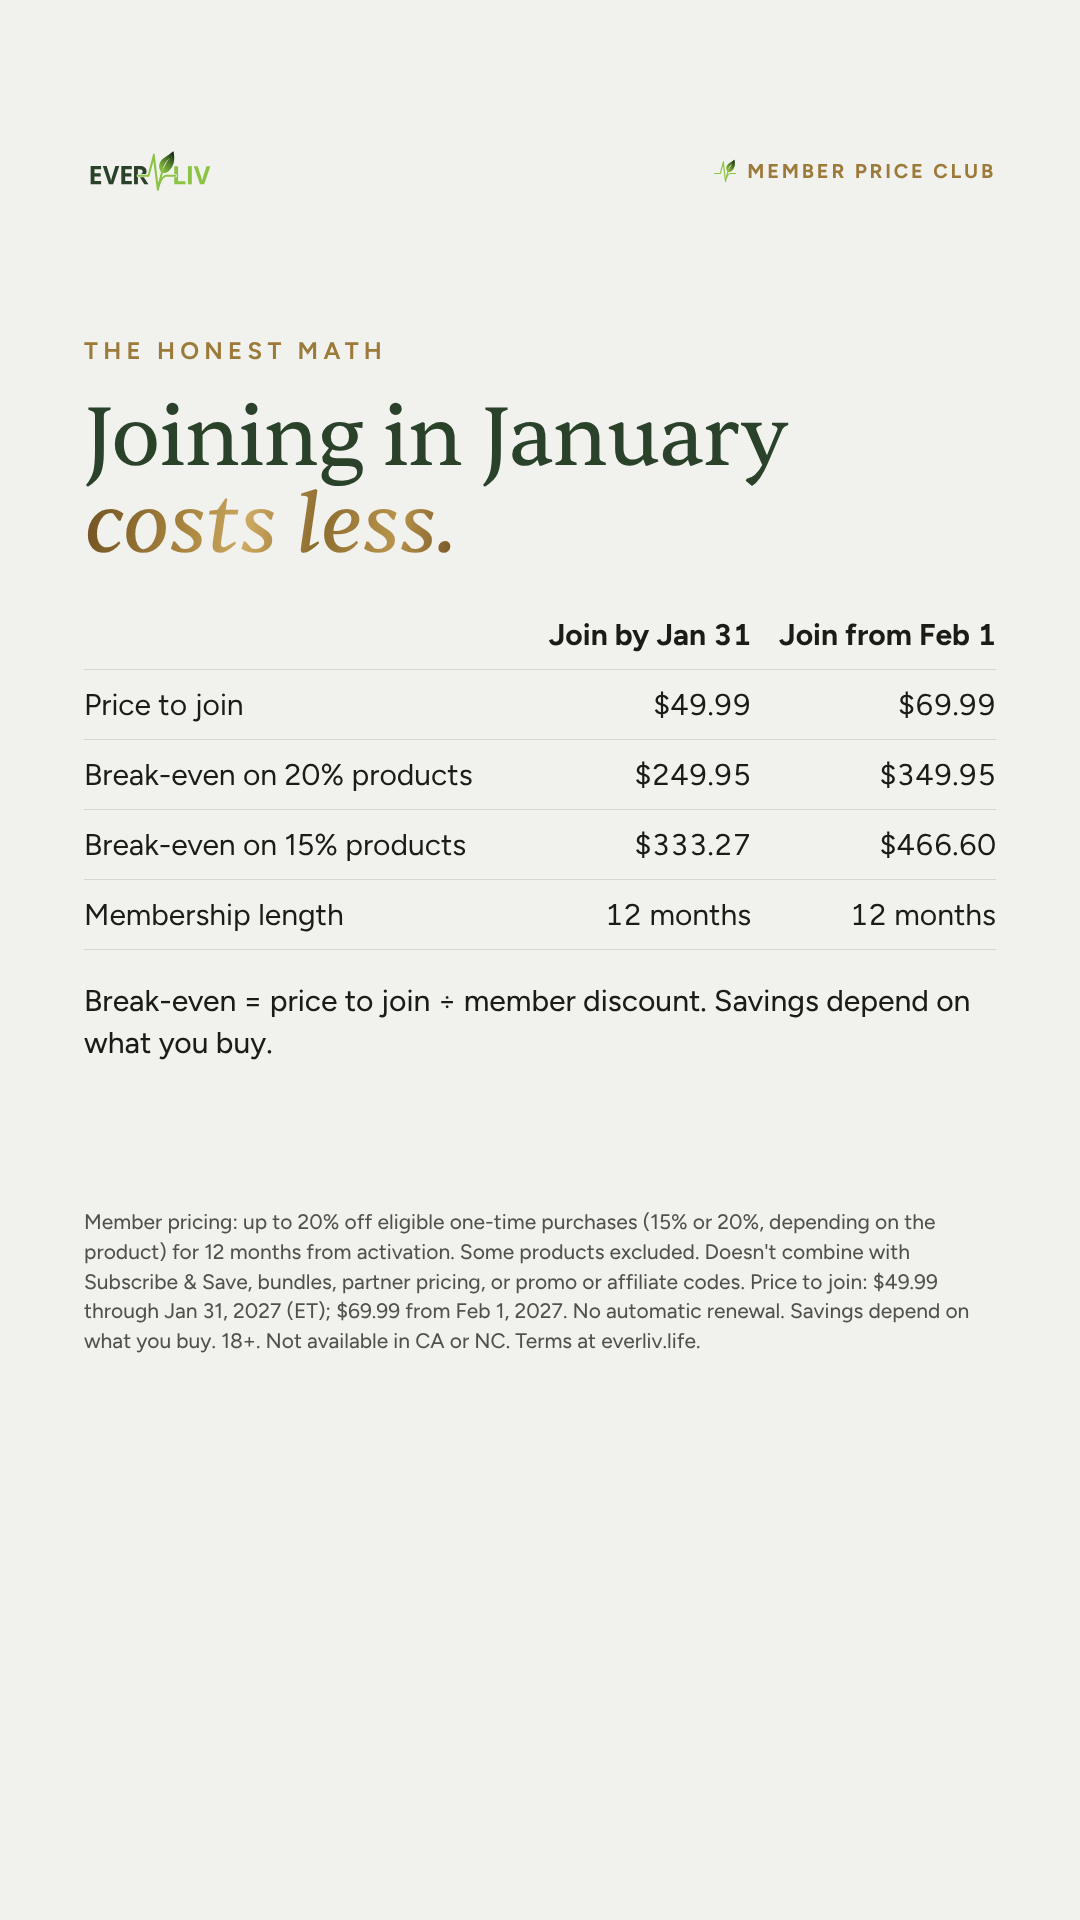 EVERLIV
MEMBER PRICE CLUB
THE HONEST MATH
Joining in January
costs less.
Join by Jan 31 Join from Feb 1
Price to join $49.99 $69.99
Break-even on 20% products $249.95 $349.95
Break-even on 15% products $333.27 $466.60
Membership length 12 months 12 months
Break-even = price to join ÷ member discount. Savings depend on
what you buy.
Member pricing: up to 20% off eligible one-time purchases (15% or 20%, depending on the
product) for 12 months from activation. Some products excluded. Doesn't combine with
Subscribe & Save, bundles, partner pricing, or promo or affiliate codes. Price to join: $49.99
through Jan 31, 2027 (ET); $69.99 from Feb 1, 2027. No automatic renewal. Savings depend on
what you buy. 18+. Not available in CA or NC. Terms at everliv.life.